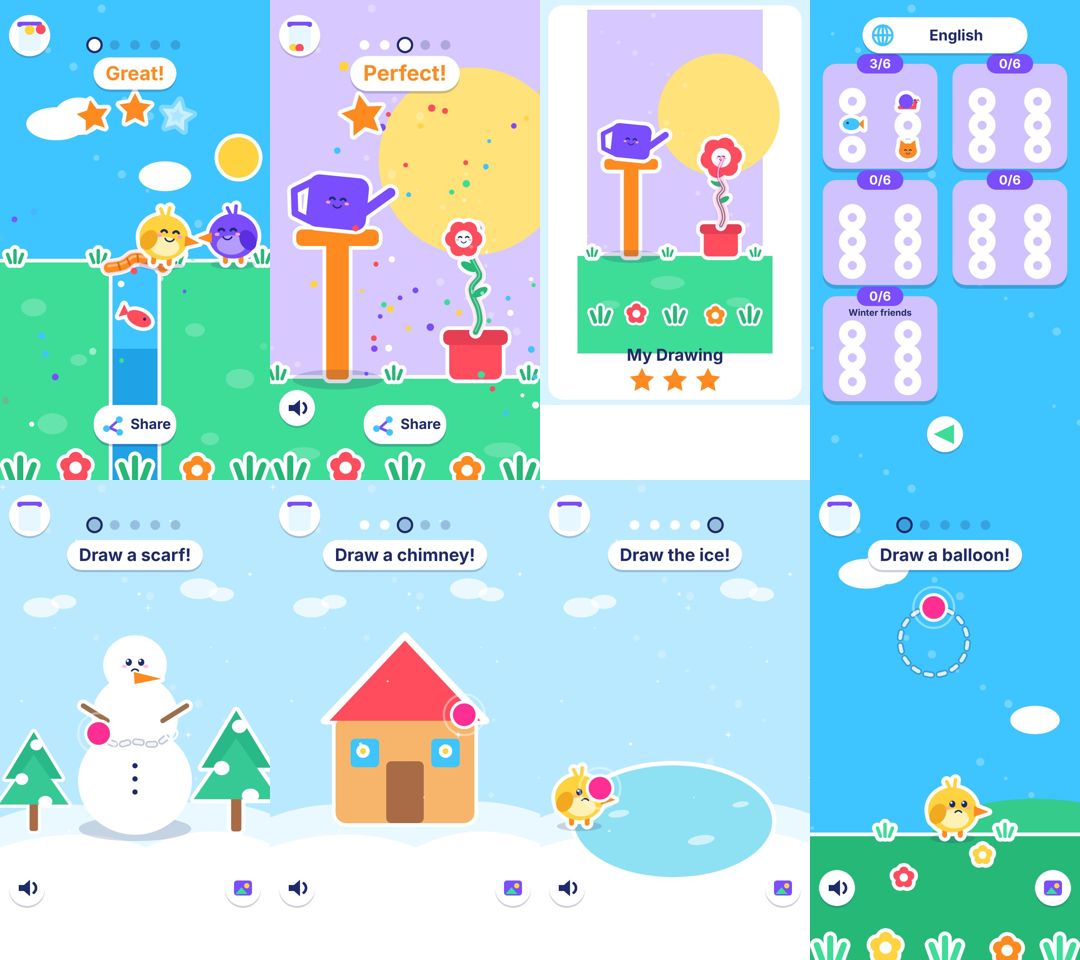 Great!
Share
Perfect!
Share
My Drawing
English
3/6
0/6
0/6
0/6
0/6
Winter friends
Draw a scarf!
Draw a chimney!
Draw the ice!
Draw a balloon!